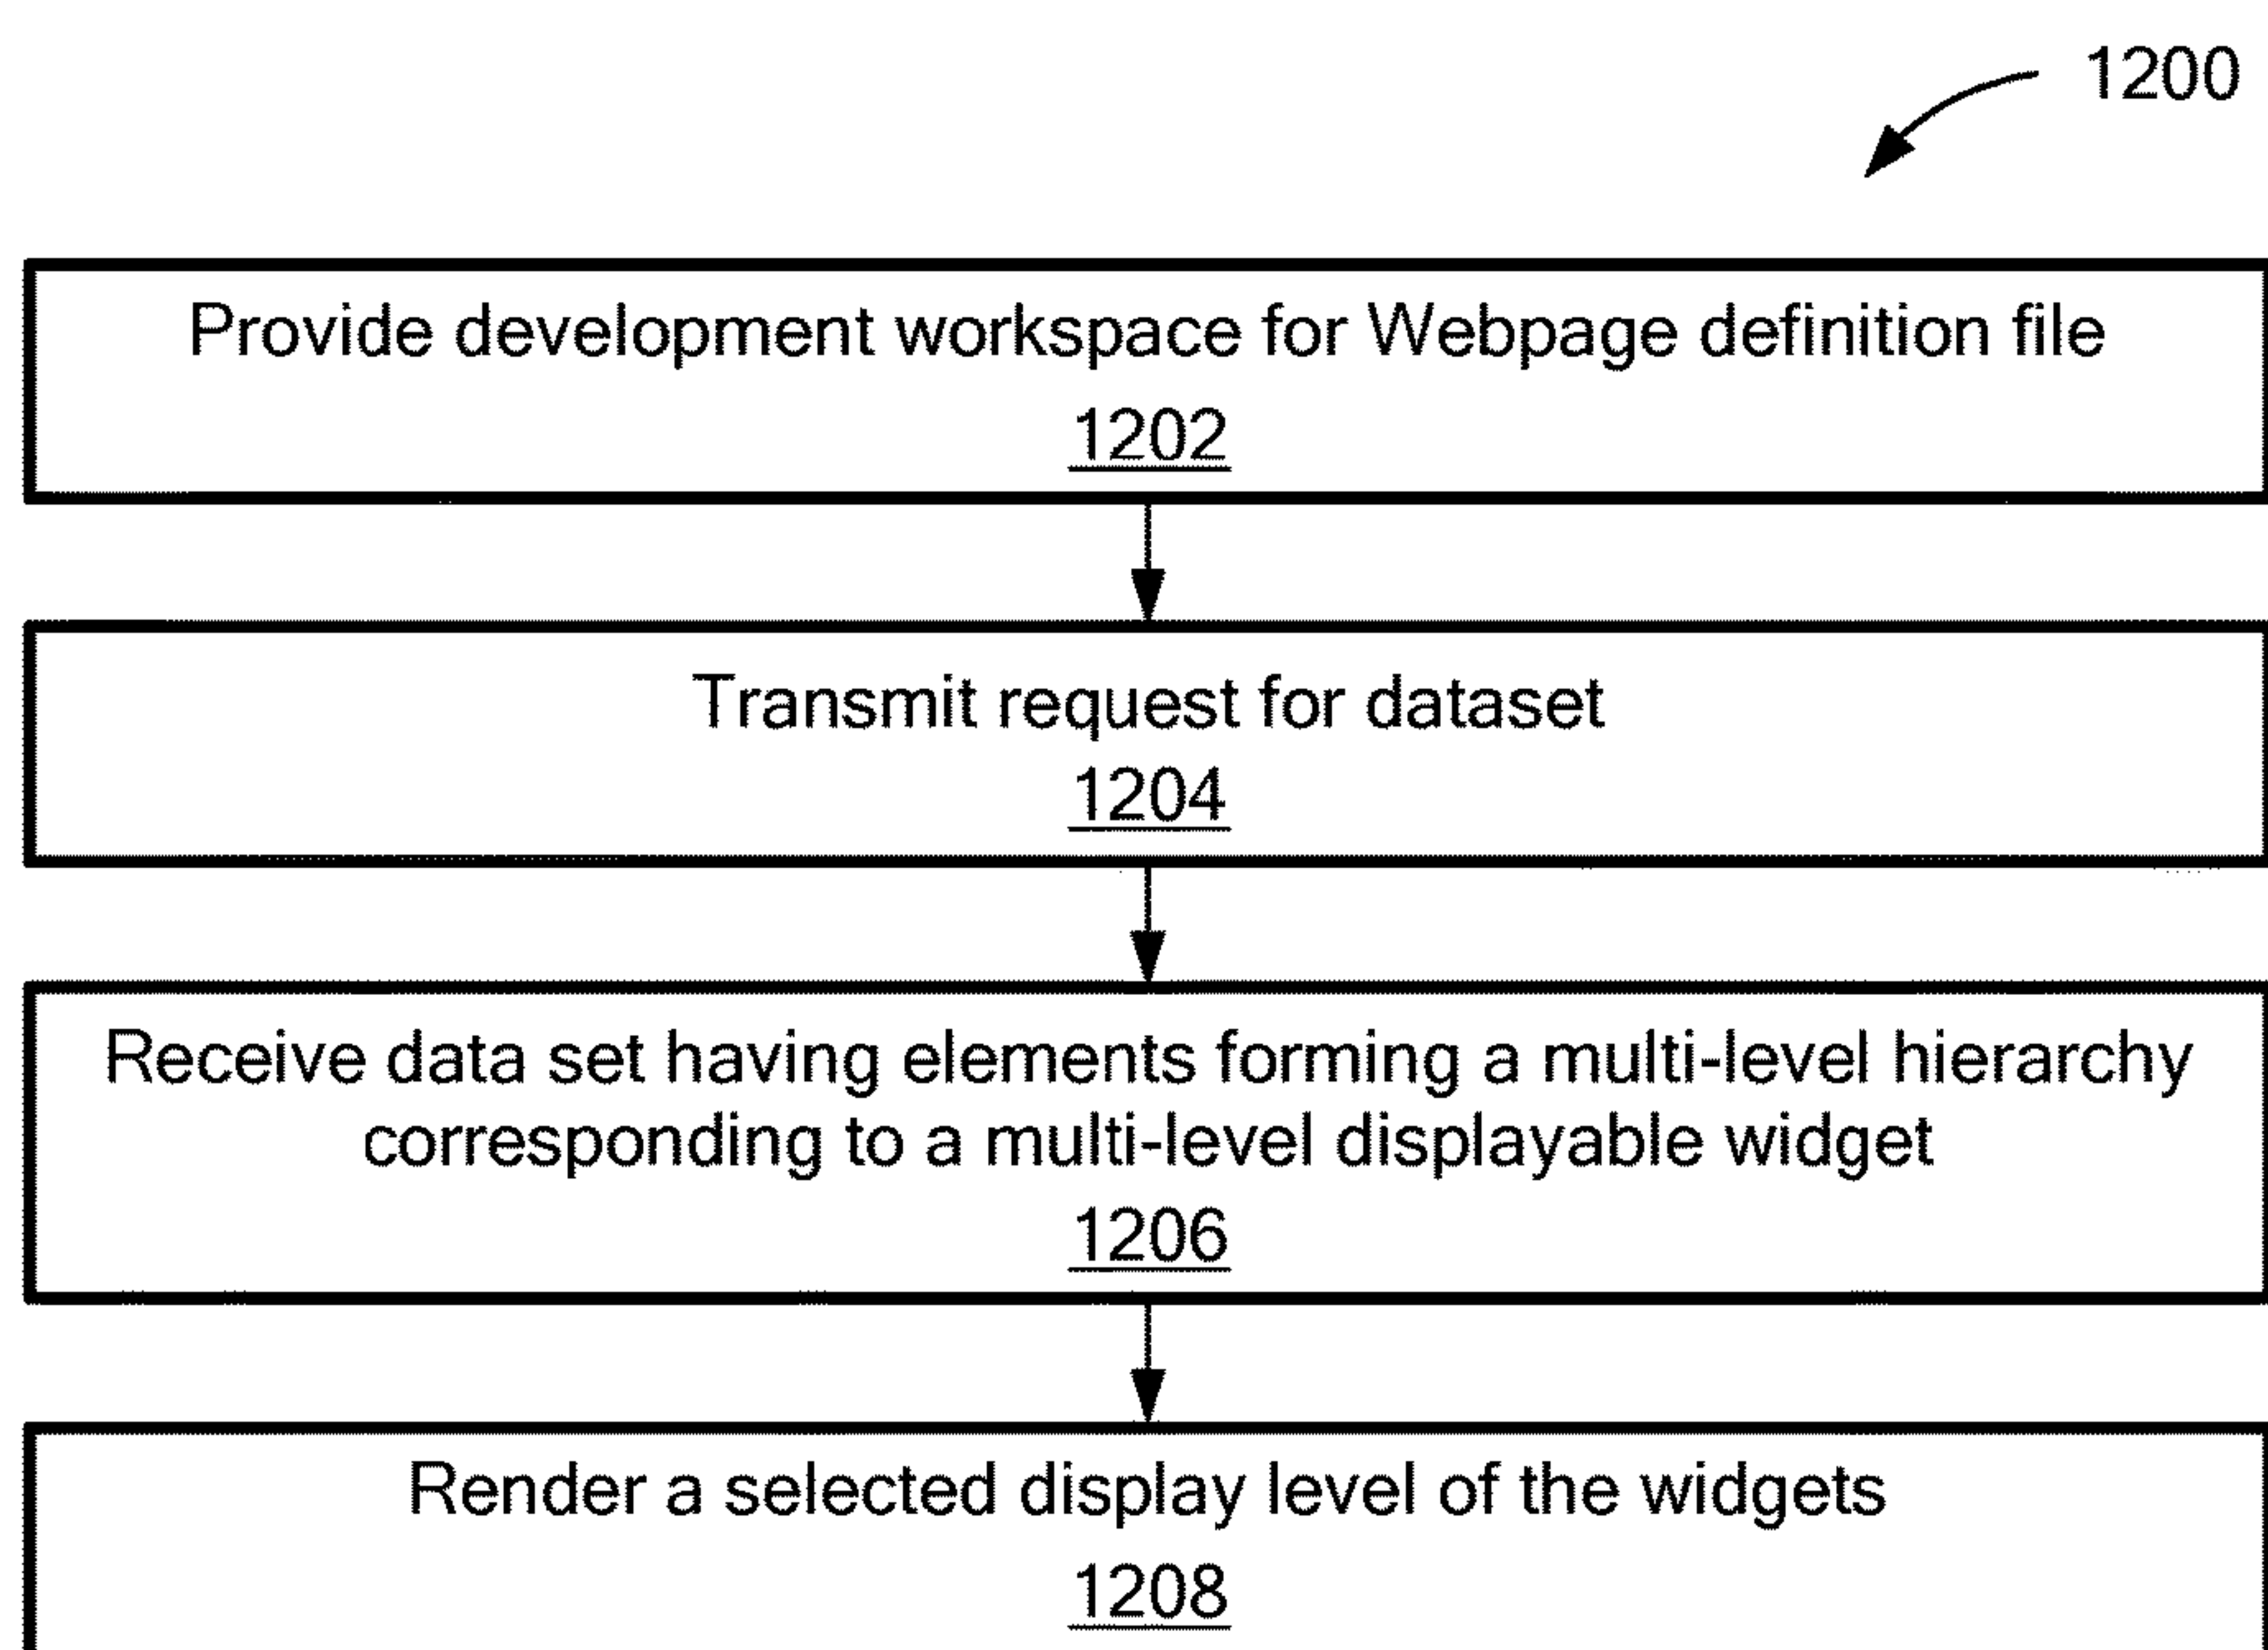 1200
Provide development workspace for Webpage definition file
1202
Transmit request for dataset
1204
Receive data set having elements forming a multi-level hierarchy
corresponding to a multi-level displayable widget
1206
Render a selected display level of the widgets
1208